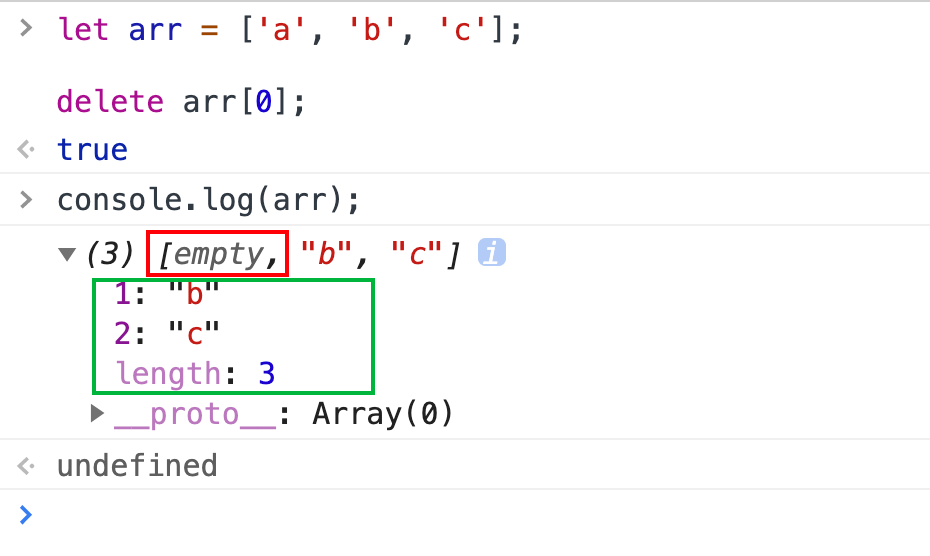 > let arr = ['a', 'b', 'c'];
delete arr[0];
true
> console.log(arr);
▼ (3) [empty, "b", "c"] i
1: "b"
2: "c"
length: 3
▶ __proto__: Array(0)
undefined
>